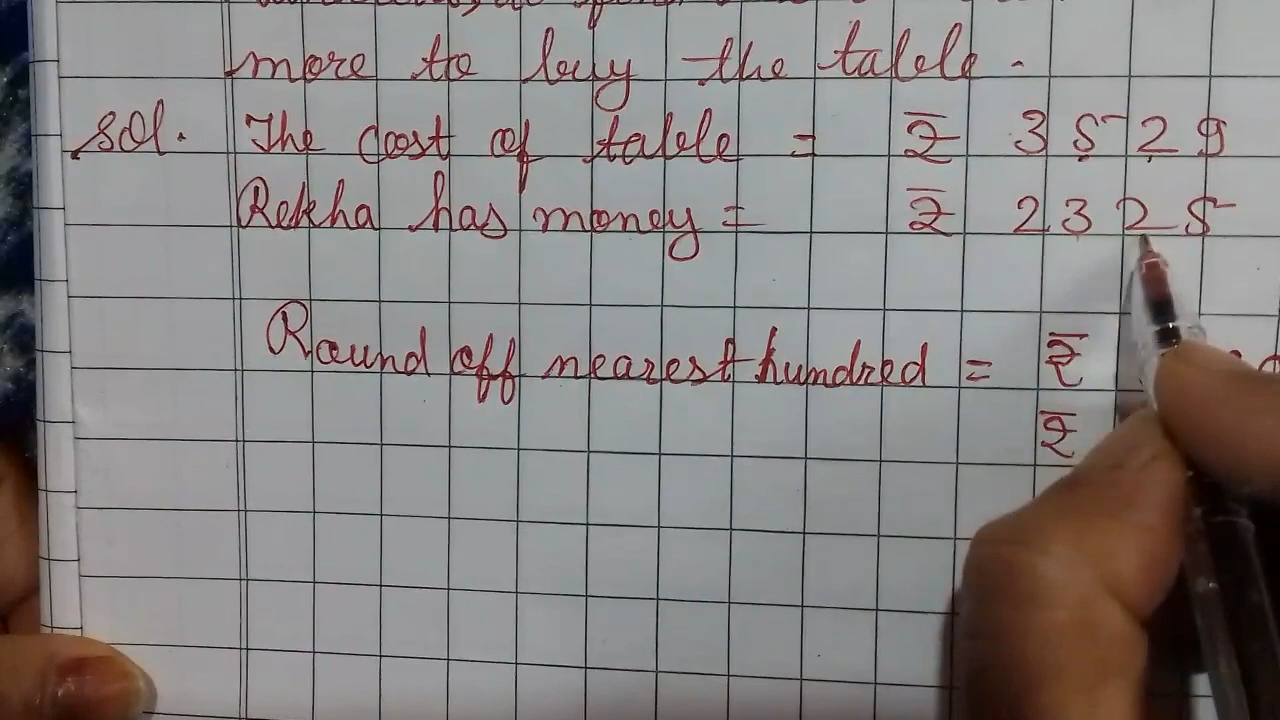 more to buy the table.
Sol. The cost of table = ₹ 3529
Rekha has money = ₹ 2325
Round off nearest hundred = ₹
₹